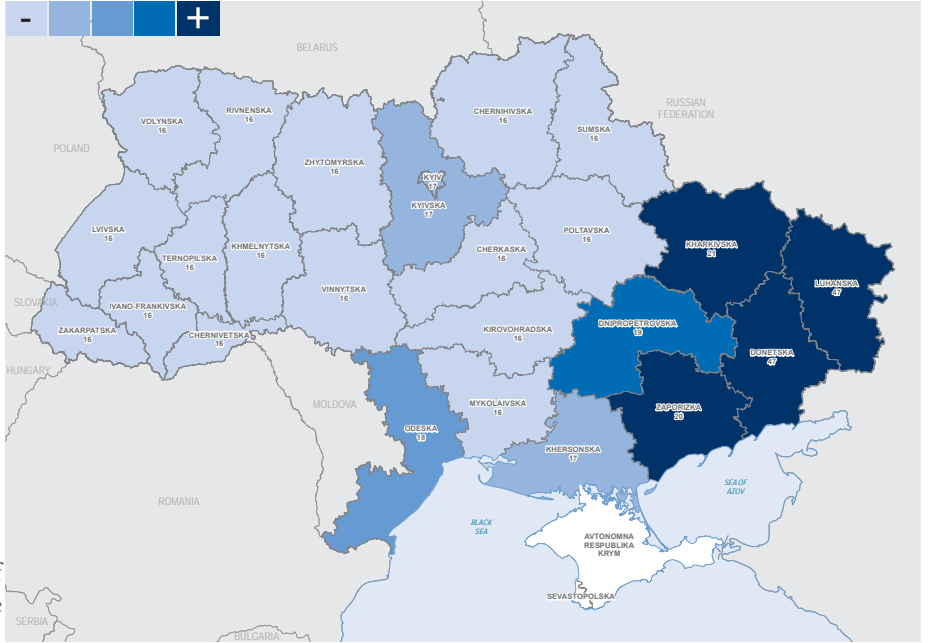 -
+
BELARUS
RUSSIAN
FEDERATION
POLAND
VOLYNSKA
16
RIVNENSKA
16
CHERNIHIVSKA
16
SUMSKA
16
ZHYTOMYRSKA
16
KYIV
17
KYIVSKA
17
LVIVSKA
16
TERNOPILSKA
16
KHMELNYTSKA
16
CHERKASKA
16
POLTAVSKA
16
KHARKIVSKA
21
LUHANSKA
47
SLOVAKIA
IVANO-FRANKIVSKA
16
VINNYTSKA
16
ZAKARPATSKA
16
CHERNIVETSKA
16
KIROVOHRADSKA
16
DNIPROPETROVSKA
19
DONETSKA
47
HUNGARY
MOLDOVA
MYKOLAIVSKA
16
ZAPORIZKA
20
ODESKA
18
KHERSONSKA
17
ROMANIA
SEA OF
AZOV
BLACK
SEA
AVTONOMNA
RESPUBLIKA
KRYM
SEVASTOPOLSKA
SERBIA
BULGARIA